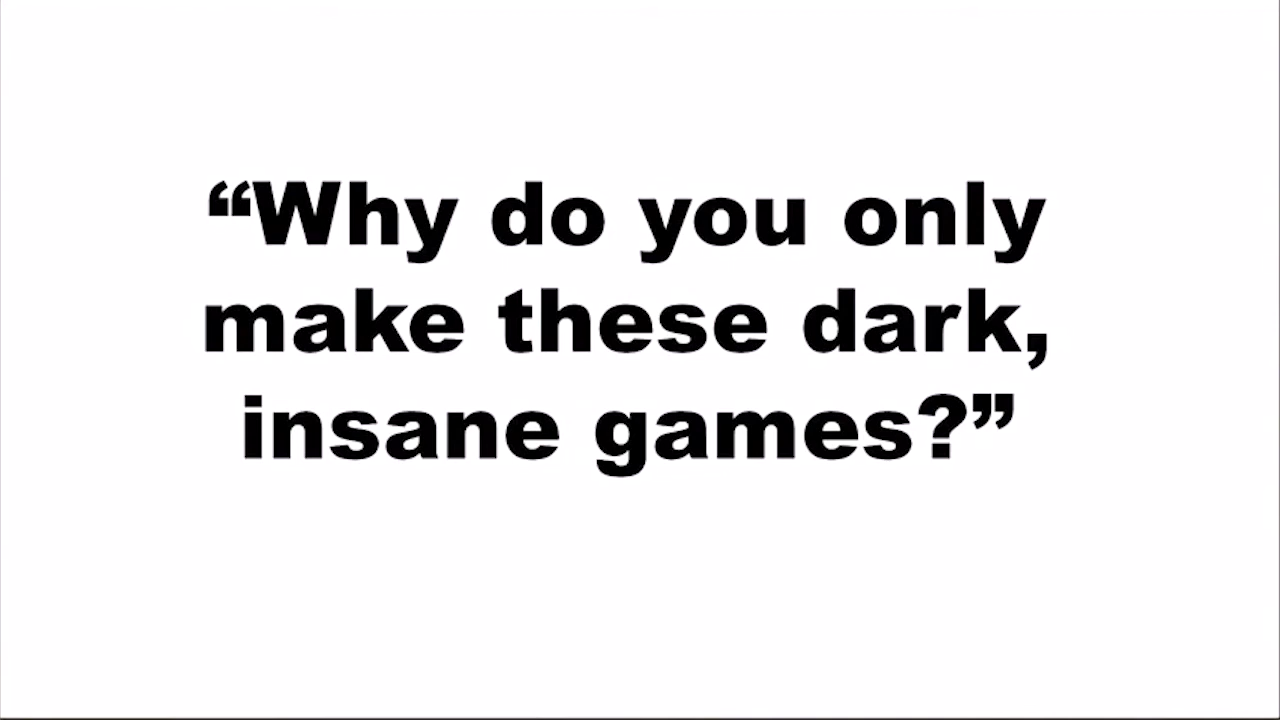 “Why do you only
make these dark,
insane games?”